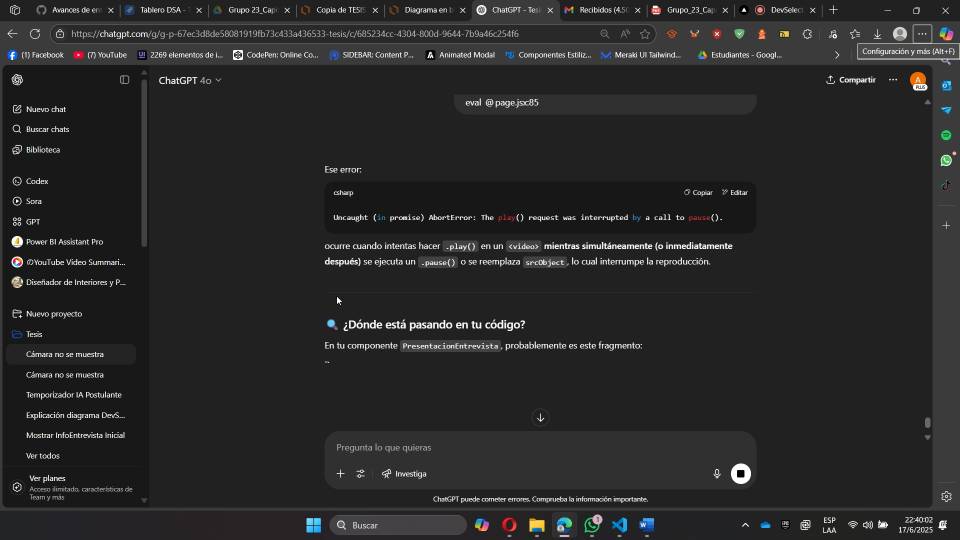 Avances de en
Tablero DSA -
Grupo 23_Cap
Copia de TESIS
Diagrama en b
ChatGPT - Tesi
Recibidos (4.5
Grupo_23_Cap
DevSelect
https://chatgpt.com/g/g-p-67ec3d8de58081919fb73c433a436533-tesis/c/685234cc-4304-800d-9644-7b9a46c254f6
Configuración y más (Alt+F)
(1) Facebook
(7) YouTube
2269 elementos de i...
CodePen: Online Co...
SIDEBAR: Content P...
Animated Modal
Componentes Estiliz...
Meraki UI Tailwind...
Estudiantes - Googl...
ChatGPT 4o
Compartir
A
PLUS
Nuevo chat
Buscar chats
Biblioteca
Codex
Sora
GPT
Power BI Assistant Pro
YouTube Video Summari...
Diseñador de Interiores y P...
Nuevo proyecto
Tesis
Cámara no se muestra
Cámara no se muestra
Temporizador IA Postulante
Explicación diagrama DevS...
Mostrar InfoEntrevista Inicial
Ver todos
Ver planes
Acceso ilimitado, características de
Team y más
eval @ page.jsx:85
Ese error:
csharp
Copiar
Editar
Uncaught (in promise) AbortError: The play() request was interrupted by a call to pause().
ocurre cuando intentas hacer .play() en un <video> mientras simultáneamente (o inmediatamente
después) se ejecuta un .pause() o se reemplaza srcObject, lo cual interrumpe la reproducción.
¿Dónde está pasando en tu código?
En tu componente PresentacionEntrevista, probablemente es este fragmento:
Pregunta lo que quieras
Investiga
ChatGPT puede cometer errores. Comprueba la información importante.
Buscar
1
ESP
LAA
22:40:02
17/6/2025